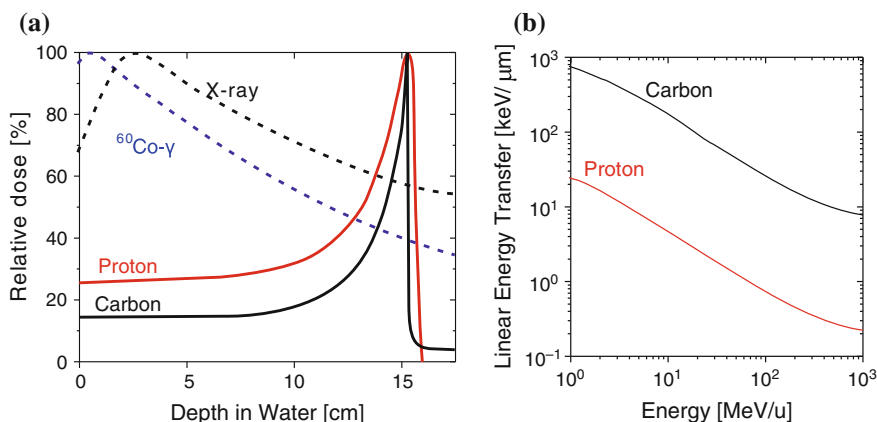 (a)
100
80
60
40
20
0
Relative dose [%]
X-ray
⁶⁰Co-γ
Proton
Carbon
0
5
10
15
Depth in Water [cm]
(b)
10³
10²
10¹
10⁰
10⁻¹
Linear Energy Transfer [keV/ μm]
Carbon
Proton
10⁰
10¹
10²
10³
Energy [MeV/u]